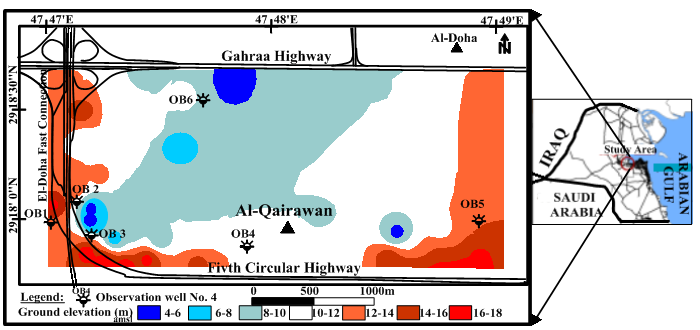 47°47'E
47°48'E
47°49'E
Al-Doha
N
Gahraa Highway
29°18'30"N
El-Doha Fast Connection
OB6
OB 2
OB1
OB 3
29°18' 0"N
Al-Qairawan
OB4
OB5
Fivth Circular Highway
IRAQ
Study Area
ARABIAN GULF
SAUDI
ARABIA
OB4
Legend: Observation well No. 4
0 500 1000m
Ground elevation (m) 4-6 6-8 8-10 10-12 12-14 14-16 16-18
ams